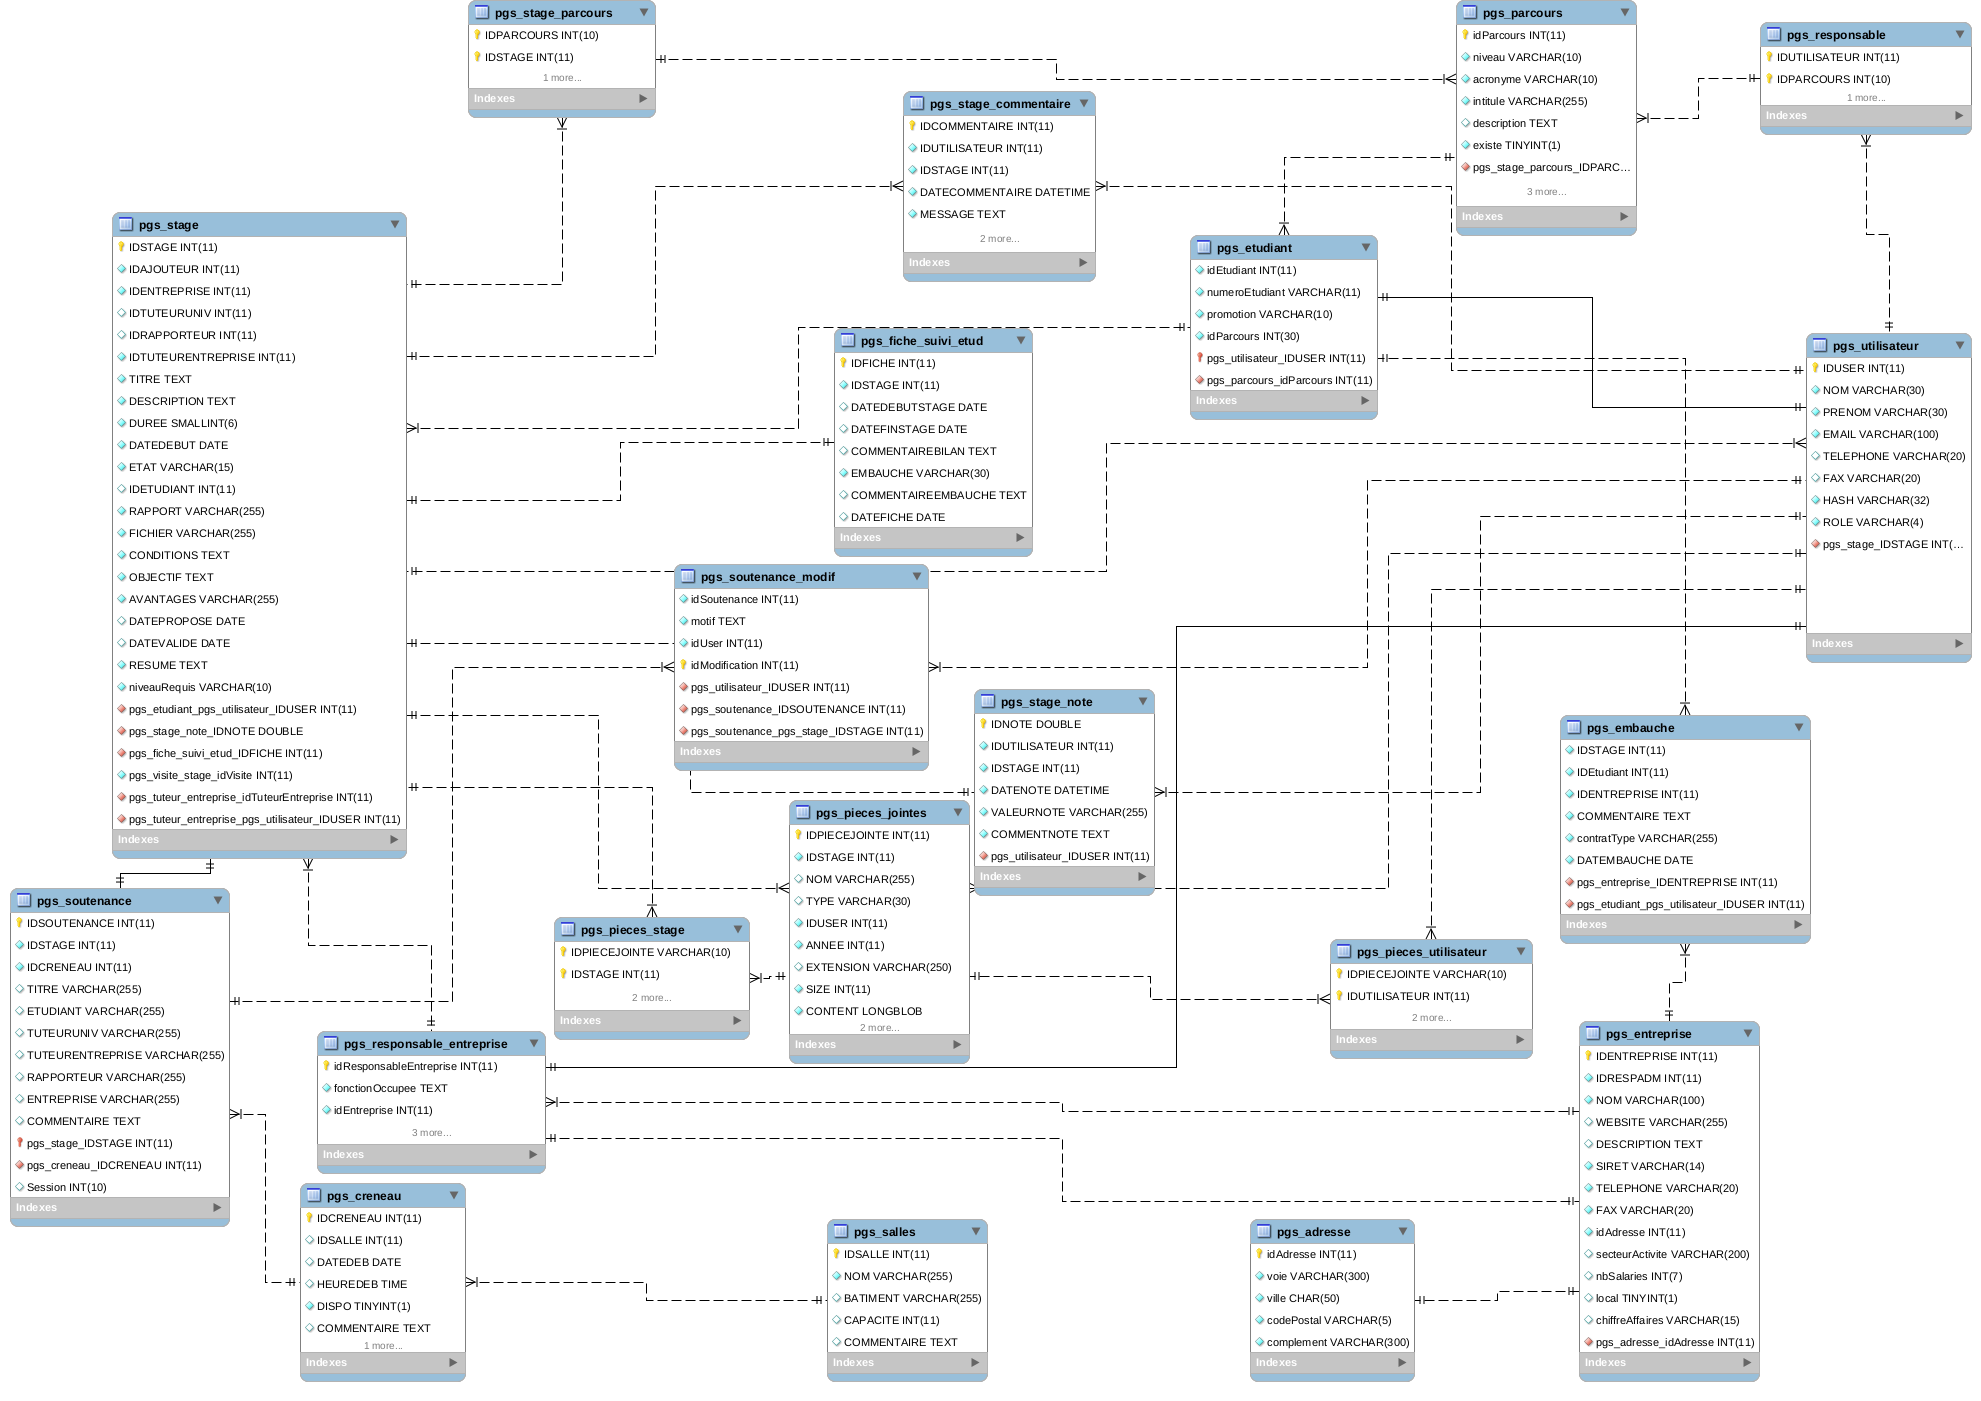 pgs_stage_parcours
IDPARCOURS INT(10)
IDSTAGE INT(11)
1 more...
Indexes
pgs_parcours
idParcours INT(11)
niveau VARCHAR(10)
acronyme VARCHAR(10)
intitule VARCHAR(255)
description TEXT
existe TINYINT(1)
pgs_stage_parcours_IDPARC...
3 more...
Indexes
pgs_responsable
IDUTILISATEUR INT(11)
IDPARCOURS INT(10)
1 more...
Indexes
pgs_stage_commentaire
IDCOMMENTAIRE INT(11)
IDUTILISATEUR INT(11)
IDSTAGE INT(11)
DATECOMMENTAIRE DATETIME
MESSAGE TEXT
2 more...
Indexes
pgs_stage
IDSTAGE INT(11)
IDAJOUTEUR INT(11)
IDENTREPRISE INT(11)
IDTUTEURUNIV INT(11)
IDRAPPORTEUR INT(11)
IDTUTEURENTREPRISE INT(11)
TITRE TEXT
DESCRIPTION TEXT
DUREE SMALLINT(6)
DATEDEBUT DATE
ETAT VARCHAR(15)
IDETUDIANT INT(11)
RAPPORT VARCHAR(255)
FICHIER VARCHAR(255)
CONDITIONS TEXT
OBJECTIF TEXT
AVANTAGES VARCHAR(255)
DATEPROPOSE DATE
DATEVALIDE DATE
RESUME TEXT
niveauRequis VARCHAR(10)
pgs_etudiant_pgs_utilisateur_IDUSER INT(11)
pgs_stage_note_IDNOTE DOUBLE
pgs_fiche_suivi_etud_IDFICHE INT(11)
pgs_visite_stage_idVisite INT(11)
pgs_tuteur_entreprise_idTuteurEntreprise INT(11)
pgs_tuteur_entreprise_pgs_utilisateur_IDUSER INT(11)
Indexes
pgs_etudiant
idEtudiant INT(11)
numeroEtudiant VARCHAR(11)
promotion VARCHAR(10)
idParcours INT(30)
pgs_utilisateur_IDUSER INT(11)
pgs_parcours_idParcours INT(11)
Indexes
pgs_fiche_suivi_etud
IDFICHE INT(11)
IDSTAGE INT(11)
DATEDEBUTSTAGE DATE
DATEFINSTAGE DATE
COMMENTAIREBILAN TEXT
EMBAUCHE VARCHAR(30)
COMMENTAIREEMBAUCHE TEXT
DATEFICHE DATE
Indexes
pgs_utilisateur
IDUSER INT(11)
NOM VARCHAR(30)
PRENOM VARCHAR(30)
EMAIL VARCHAR(100)
TELEPHONE VARCHAR(20)
FAX VARCHAR(20)
HASH VARCHAR(32)
ROLE VARCHAR(4)
pgs_stage_IDSTAGE INT(...
Indexes
pgs_soutenance_modif
idSoutenance INT(11)
motif TEXT
idUser INT(11)
idModification INT(11)
pgs_utilisateur_IDUSER INT(11)
pgs_soutenance_IDSOUTENANCE INT(11)
pgs_soutenance_pgs_stage_IDSTAGE INT(11)
Indexes
pgs_stage_note
IDNOTE DOUBLE
IDUTILISATEUR INT(11)
IDSTAGE INT(11)
DATENOTE DATETIME
VALEURNOTE VARCHAR(255)
COMMENTNOTE TEXT
pgs_utilisateur_IDUSER INT(11)
Indexes
pgs_embauche
IDSTAGE INT(11)
IDEtudiant INT(11)
IDENTREPRISE INT(11)
COMMENTAIRE TEXT
contratType VARCHAR(255)
DATEMBAUCHE DATE
pgs_entreprise_IDENTREPRISE INT(11)
pgs_etudiant_pgs_utilisateur_IDUSER INT(11)
Indexes
pgs_pieces_jointes
IDPIECEJOINTE INT(11)
IDSTAGE INT(11)
NOM VARCHAR(255)
TYPE VARCHAR(30)
IDUSER INT(11)
ANNEE INT(11)
EXTENSION VARCHAR(250)
SIZE INT(11)
CONTENT LONGBLOB
2 more...
Indexes
pgs_soutenance
IDSOUTENANCE INT(11)
IDSTAGE INT(11)
IDCRENEAU INT(11)
TITRE VARCHAR(255)
ETUDIANT VARCHAR(255)
TUTEURUNIV VARCHAR(255)
TUTEURENTREPRISE VARCHAR(255)
RAPPORTEUR VARCHAR(255)
ENTREPRISE VARCHAR(255)
COMMENTAIRE TEXT
pgs_stage_IDSTAGE INT(11)
pgs_creneau_IDCRENEAU INT(11)
Session INT(10)
Indexes
pgs_pieces_stage
IDPIECEJOINTE VARCHAR(10)
IDSTAGE INT(11)
2 more...
Indexes
pgs_pieces_utilisateur
IDPIECEJOINTE VARCHAR(10)
IDUTILISATEUR INT(11)
2 more...
Indexes
pgs_responsable_entreprise
idResponsableEntreprise INT(11)
fonctionOccupee TEXT
idEntreprise INT(11)
3 more...
Indexes
pgs_entreprise
IDENTREPRISE INT(11)
IDRESPADM INT(11)
NOM VARCHAR(100)
WEBSITE VARCHAR(255)
DESCRIPTION TEXT
SIRET VARCHAR(14)
TELEPHONE VARCHAR(20)
FAX VARCHAR(20)
idAdresse INT(11)
secteurActivite VARCHAR(200)
nbSalaries INT(7)
local TINYINT(1)
chiffreAffaires VARCHAR(15)
pgs_adresse_idAdresse INT(11)
Indexes
pgs_creneau
IDCRENEAU INT(11)
IDSALLE INT(11)
DATEDEB DATE
HEUREDEB TIME
DISPO TINYINT(1)
COMMENTAIRE TEXT
1 more...
Indexes
pgs_salles
IDSALLE INT(11)
NOM VARCHAR(255)
BATIMENT VARCHAR(255)
CAPACITE INT(11)
COMMENTAIRE TEXT
Indexes
pgs_adresse
idAdresse INT(11)
voie VARCHAR(300)
ville CHAR(50)
codePostal VARCHAR(5)
complement VARCHAR(300)
Indexes